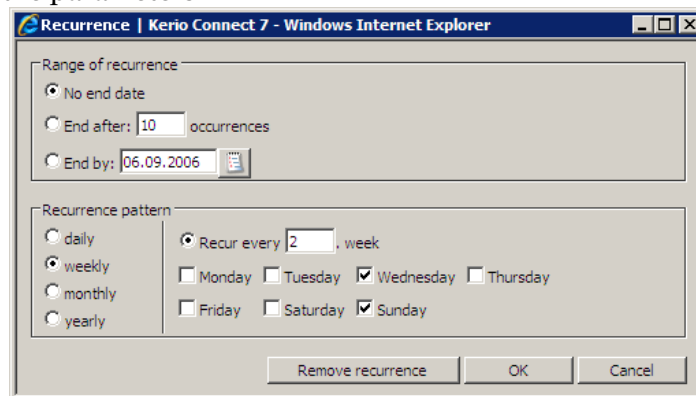 Recurrence | Kerio Connect 7 - Windows Internet Explorer
Range of recurrence
No end date
End after: 10 occurrences
End by: 06.09.2006
Recurrence pattern
daily
Recur every 2 . week
weekly
Monday Tuesday Wednesday Thursday
monthly
Friday Saturday Sunday
yearly
Remove recurrence OK Cancel